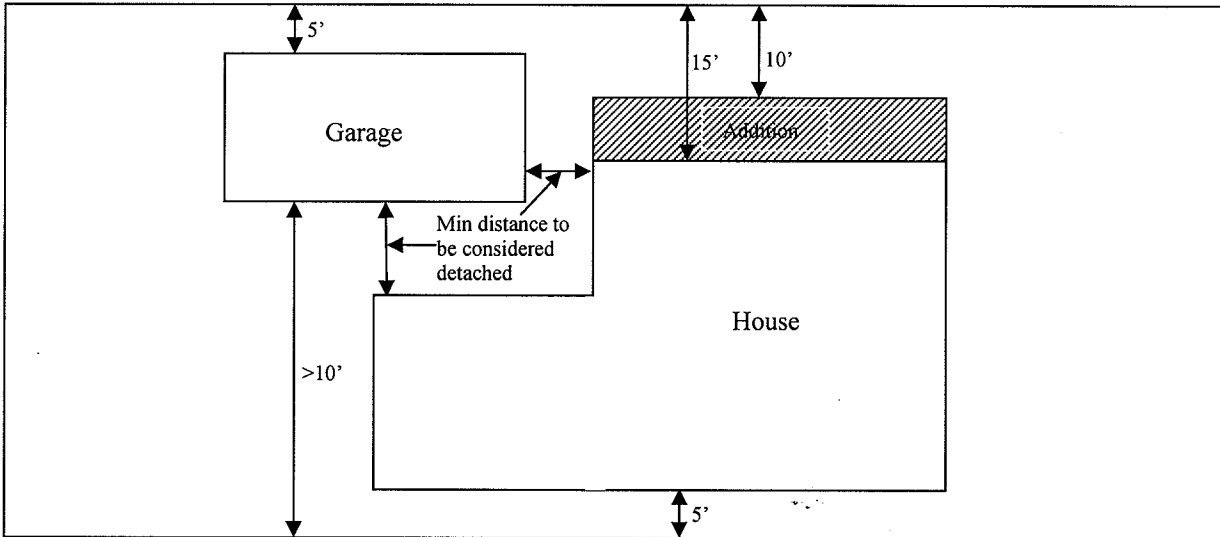 5’
15’
10’
Garage
Addition
Min distance to
be considered
detached
House
>10’
5’